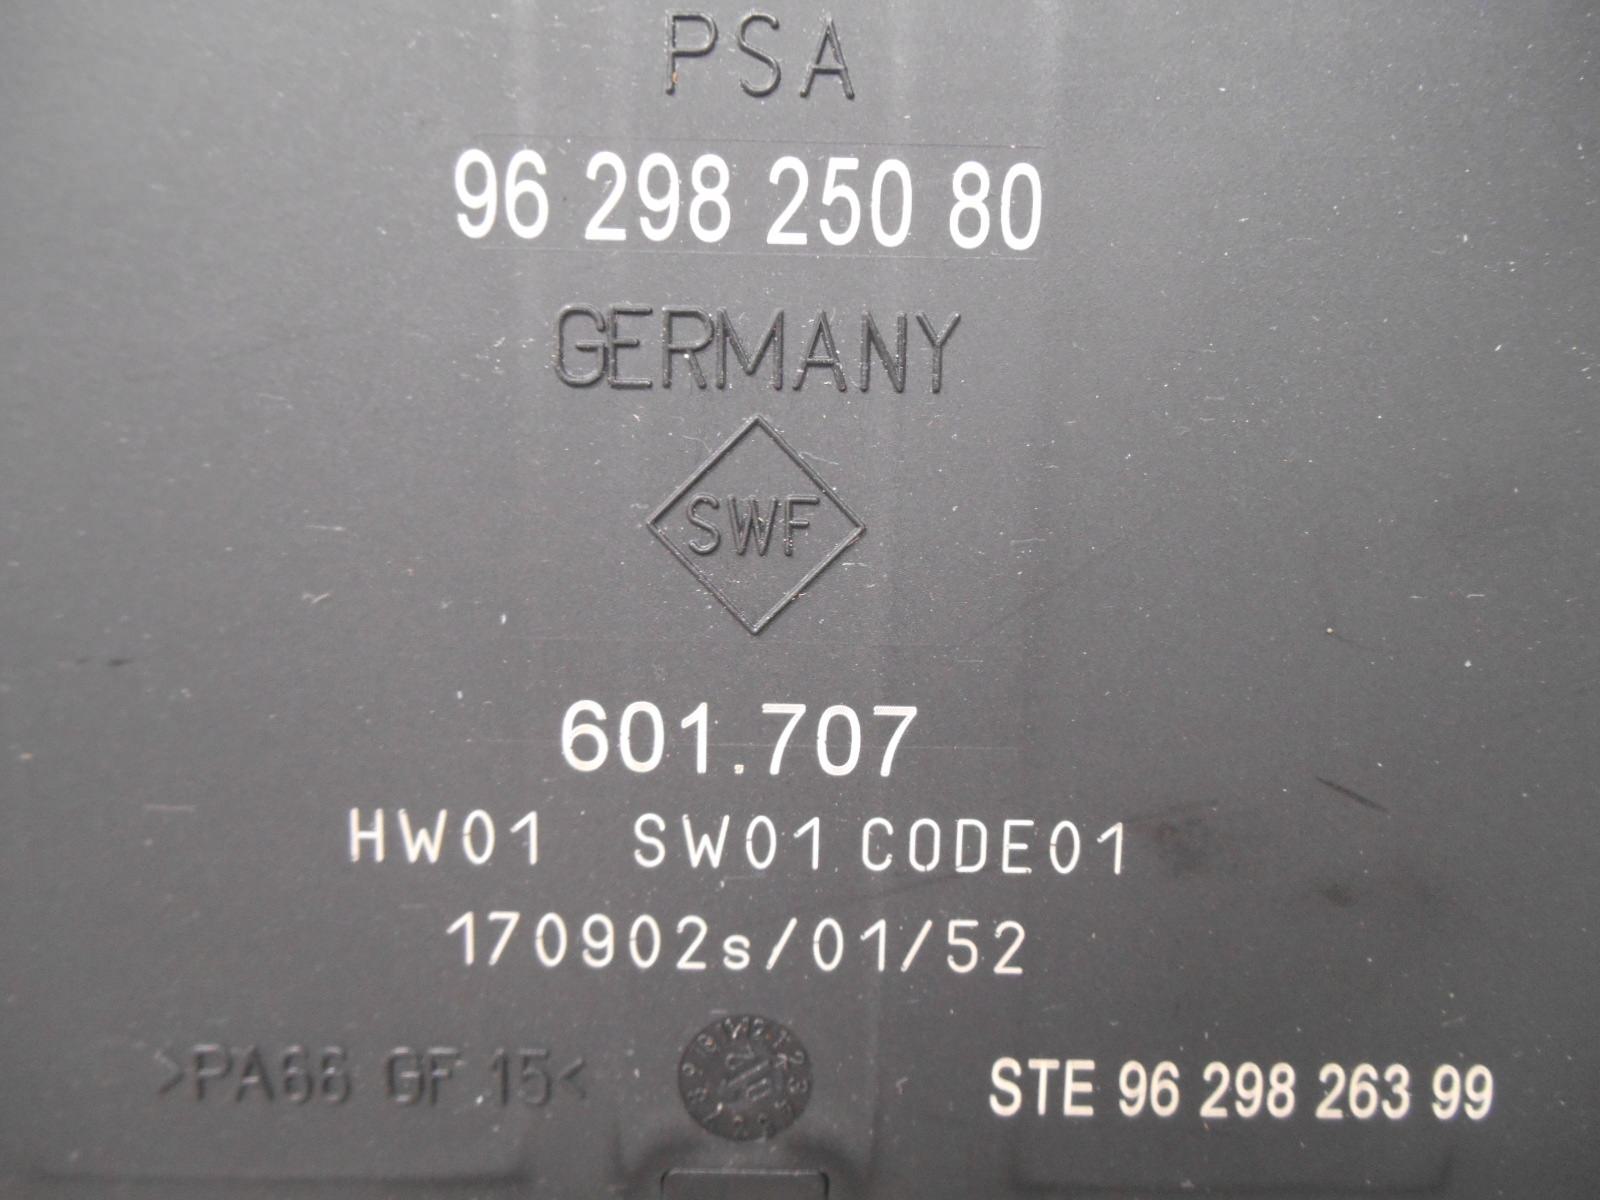 PSA
96 298 250 80
GERMANY
SWF
601.707
HW01 SW01 CODE01
170902s/01/52
>PA66 GF 15<
STE 96 298 263 99